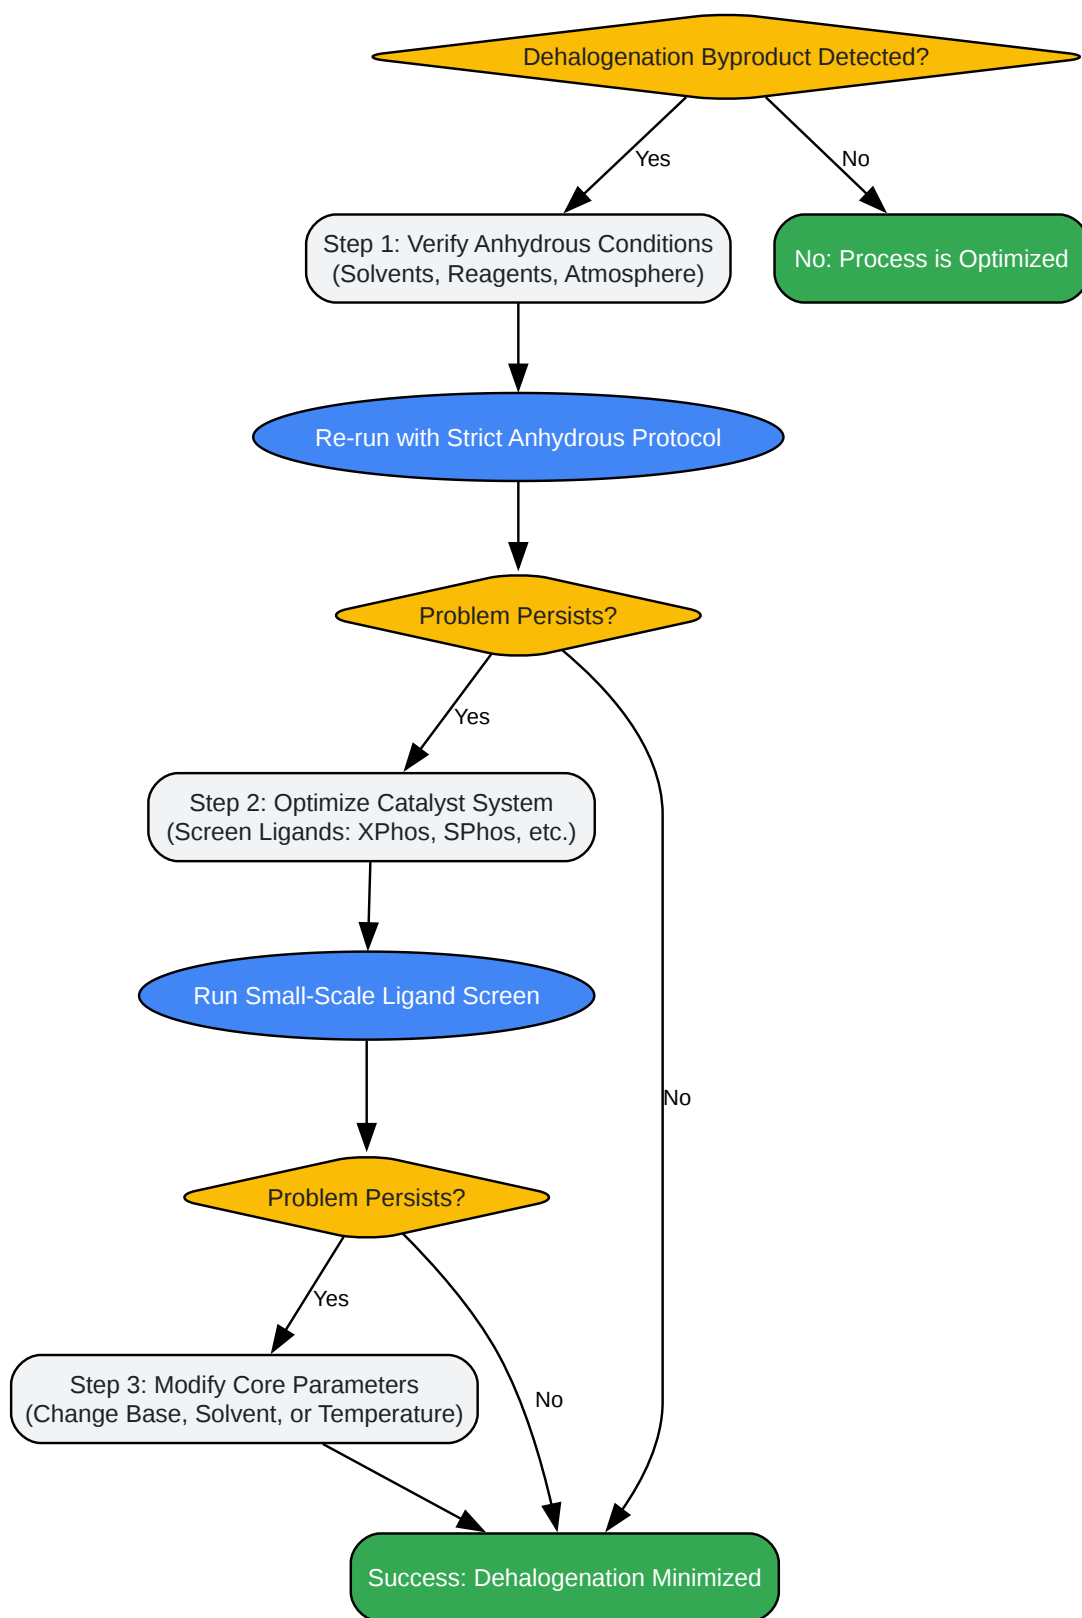 Dehalogenation Byproduct Detected?
Yes
No
Step 1: Verify Anhydrous Conditions
(Solvents, Reagents, Atmosphere)
No: Process is Optimized
Re-run with Strict Anhydrous Protocol
Problem Persists?
Yes
Step 2: Optimize Catalyst System
(Screen Ligands: XPhos, SPhos, etc.)
Run Small-Scale Ligand Screen
No
Problem Persists?
Yes
Step 3: Modify Core Parameters
(Change Base, Solvent, or Temperature)
No
Success: Dehalogenation Minimized